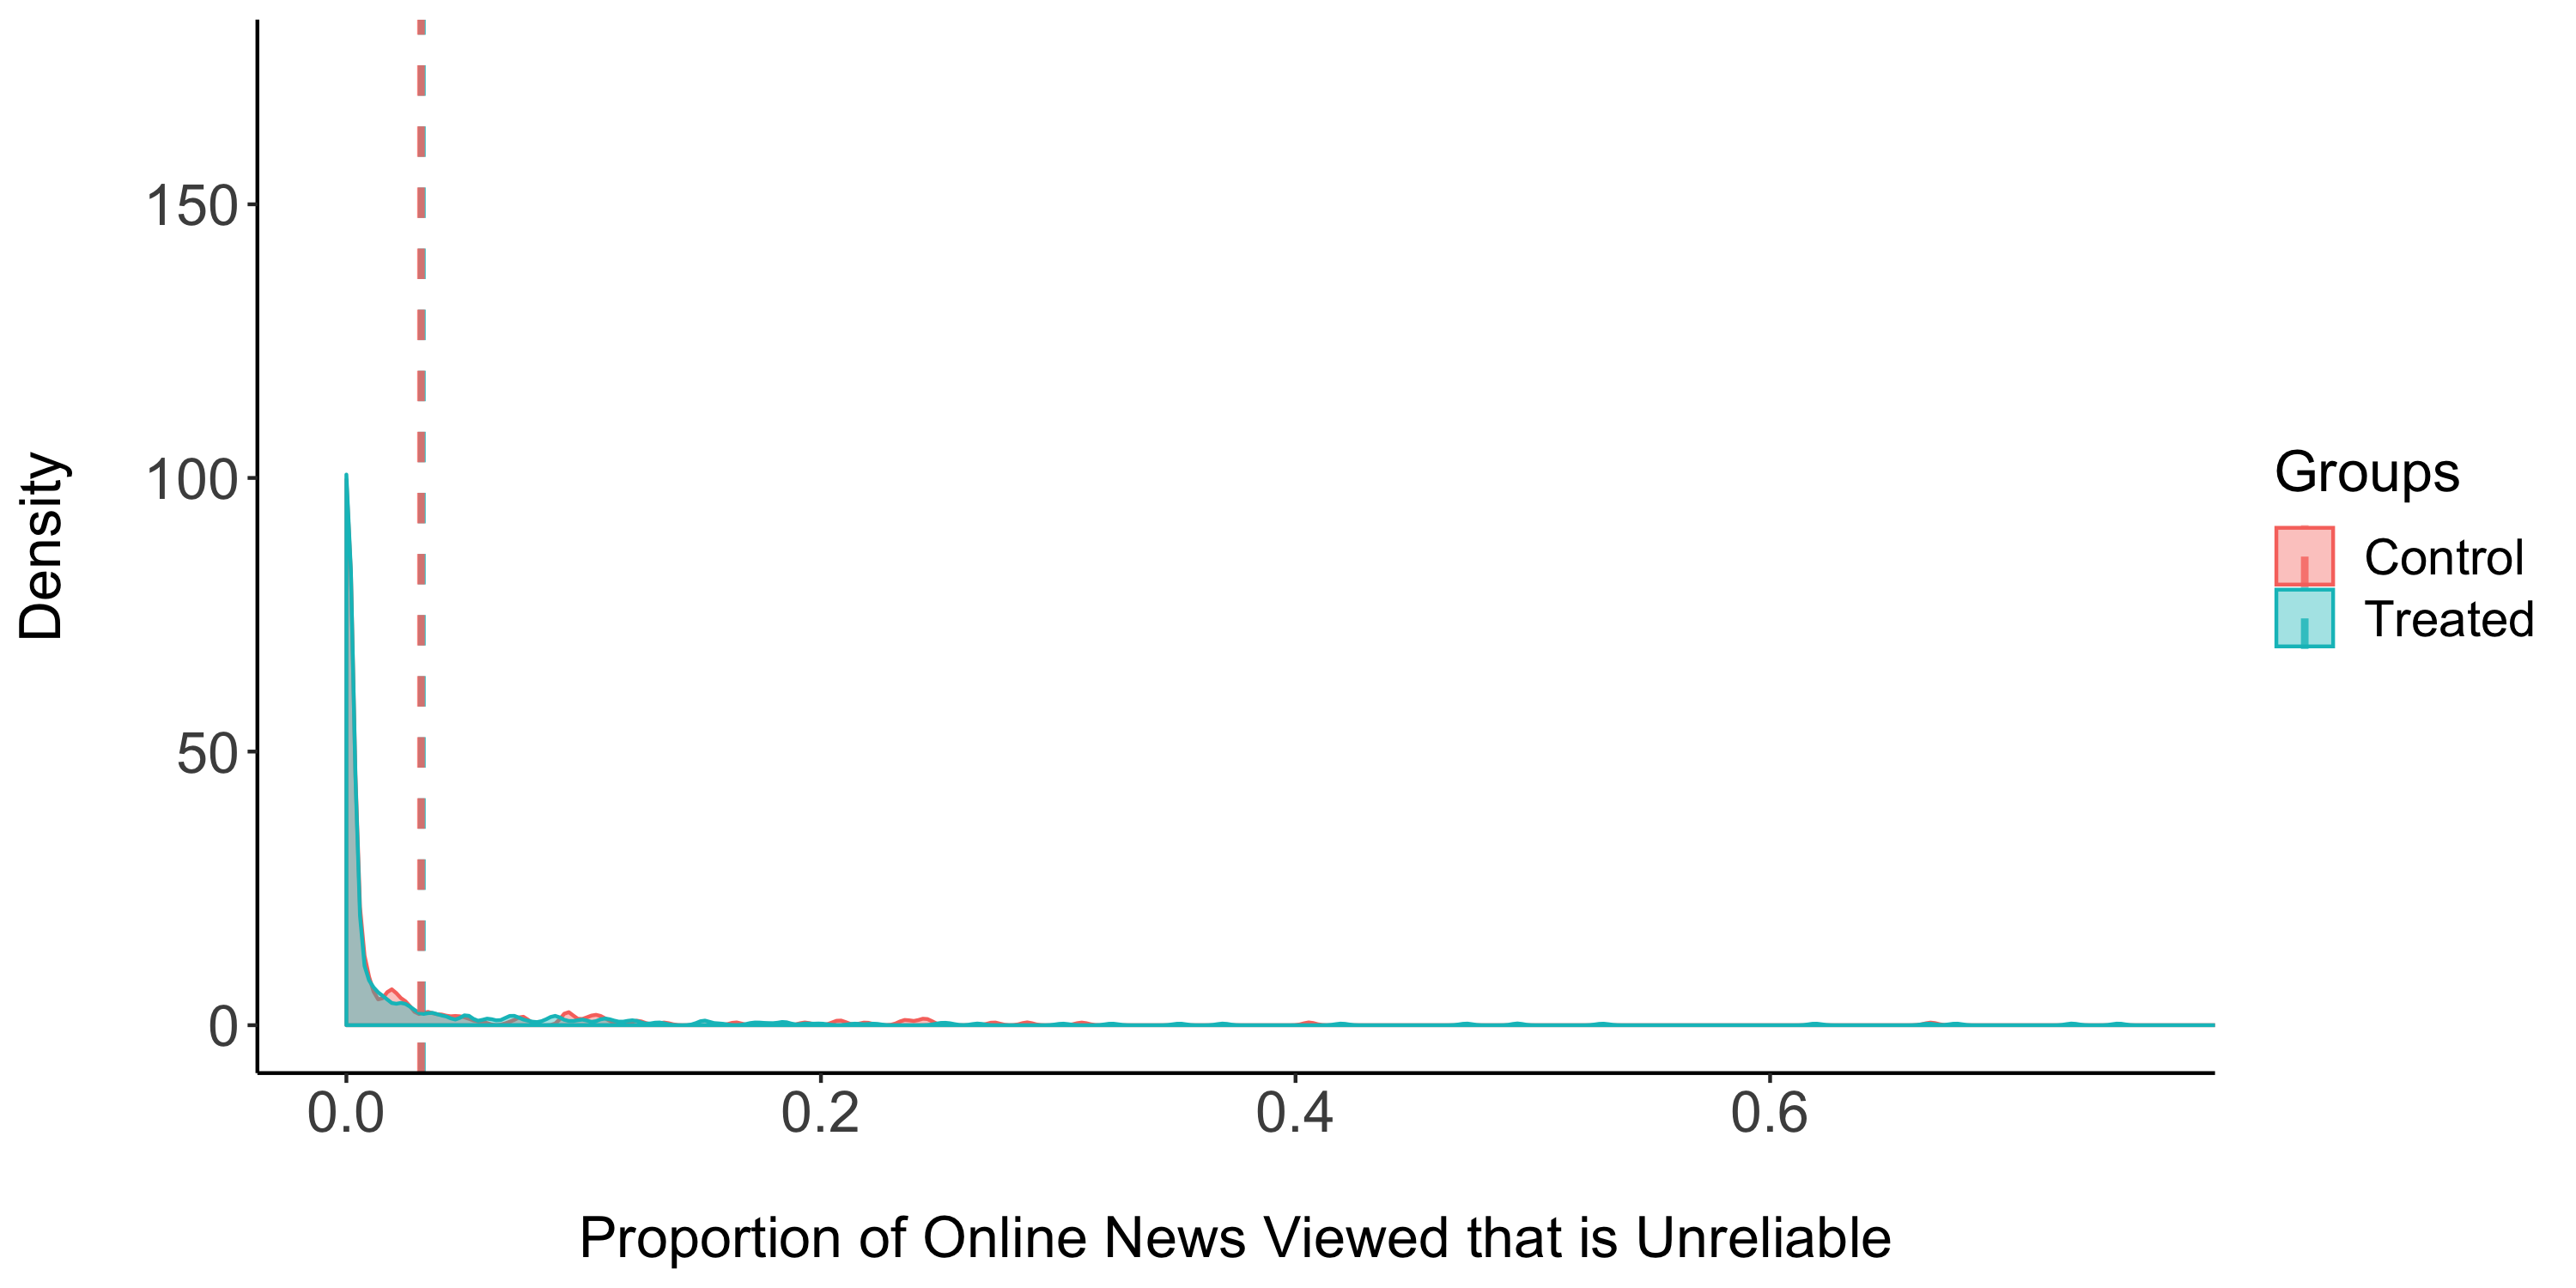 Density
150
100
50
0
0.0 0.2 0.4 0.6
Proportion of Online News Viewed that is Unreliable
Groups
Control
Treated